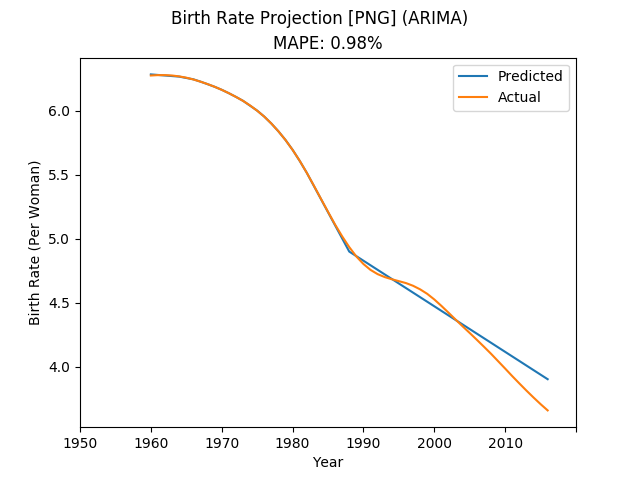 Birth Rate Projection [PNG] (ARIMA)
MAPE: 0.98%
Predicted
Actual
Birth Rate (Per Woman)
6.0
5.5
5.0
4.5
4.0
1950 1960 1970 1980 1990 2000 2010
Year